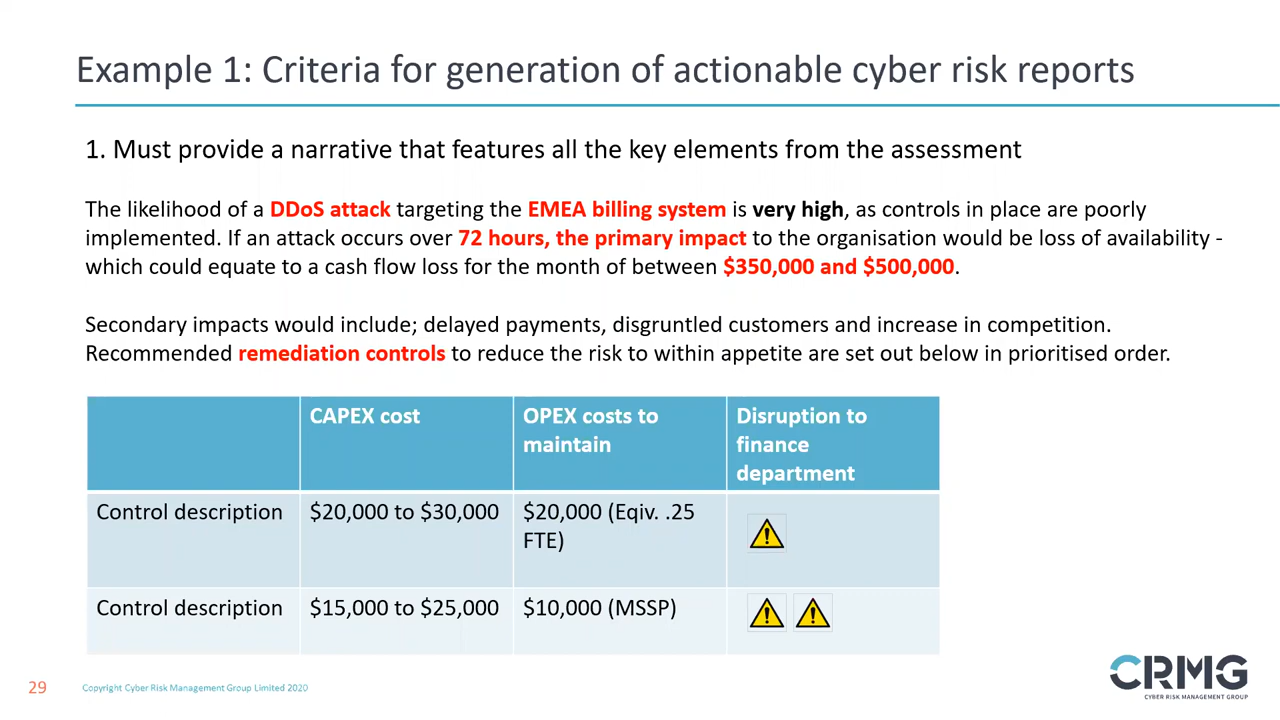 Example 1: Criteria for generation of actionable cyber risk reports
1. Must provide a narrative that features all the key elements from the assessment
The likelihood of a DDoS attack targeting the EMEA billing system is very high, as controls in place are poorly
implemented. If an attack occurs over 72 hours, the primary impact to the organisation would be loss of availability -
which could equate to a cash flow loss for the month of between $350,000 and $500,000.
Secondary impacts would include; delayed payments, disgruntled customers and increase in competition.
Recommended remediation controls to reduce the risk to within appetite are set out below in prioritised order.
CAPEX cost
OPEX costs to
maintain
Disruption to
finance
department
Control description
$20,000 to $30,000
$20,000 (Eqiv. .25
FTE)
Control description
$15,000 to $25,000
$10,000 (MSSP)
29
Copyright Cyber Risk Management Group Limited 2020
CRMG
CYBER RISK MANAGEMENT GROUP